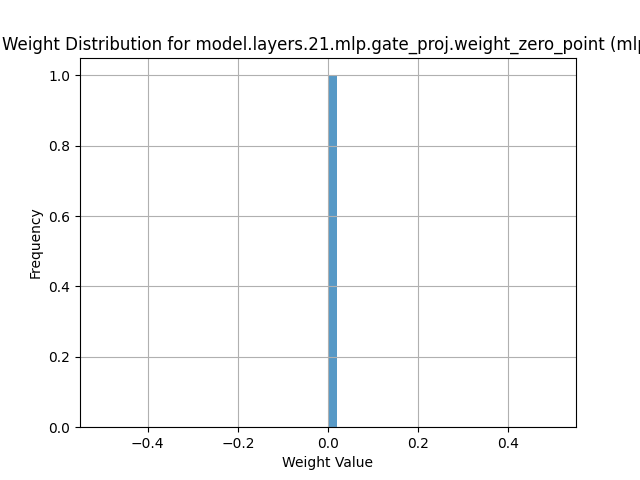 Weight Distribution for model.layers.21.mlp.gate_proj.weight_zero_point (mlp
1.0
0.8
0.6
0.4
0.2
0.0
Frequency
−0.4 −0.2 0.0 0.2 0.4
Weight Value